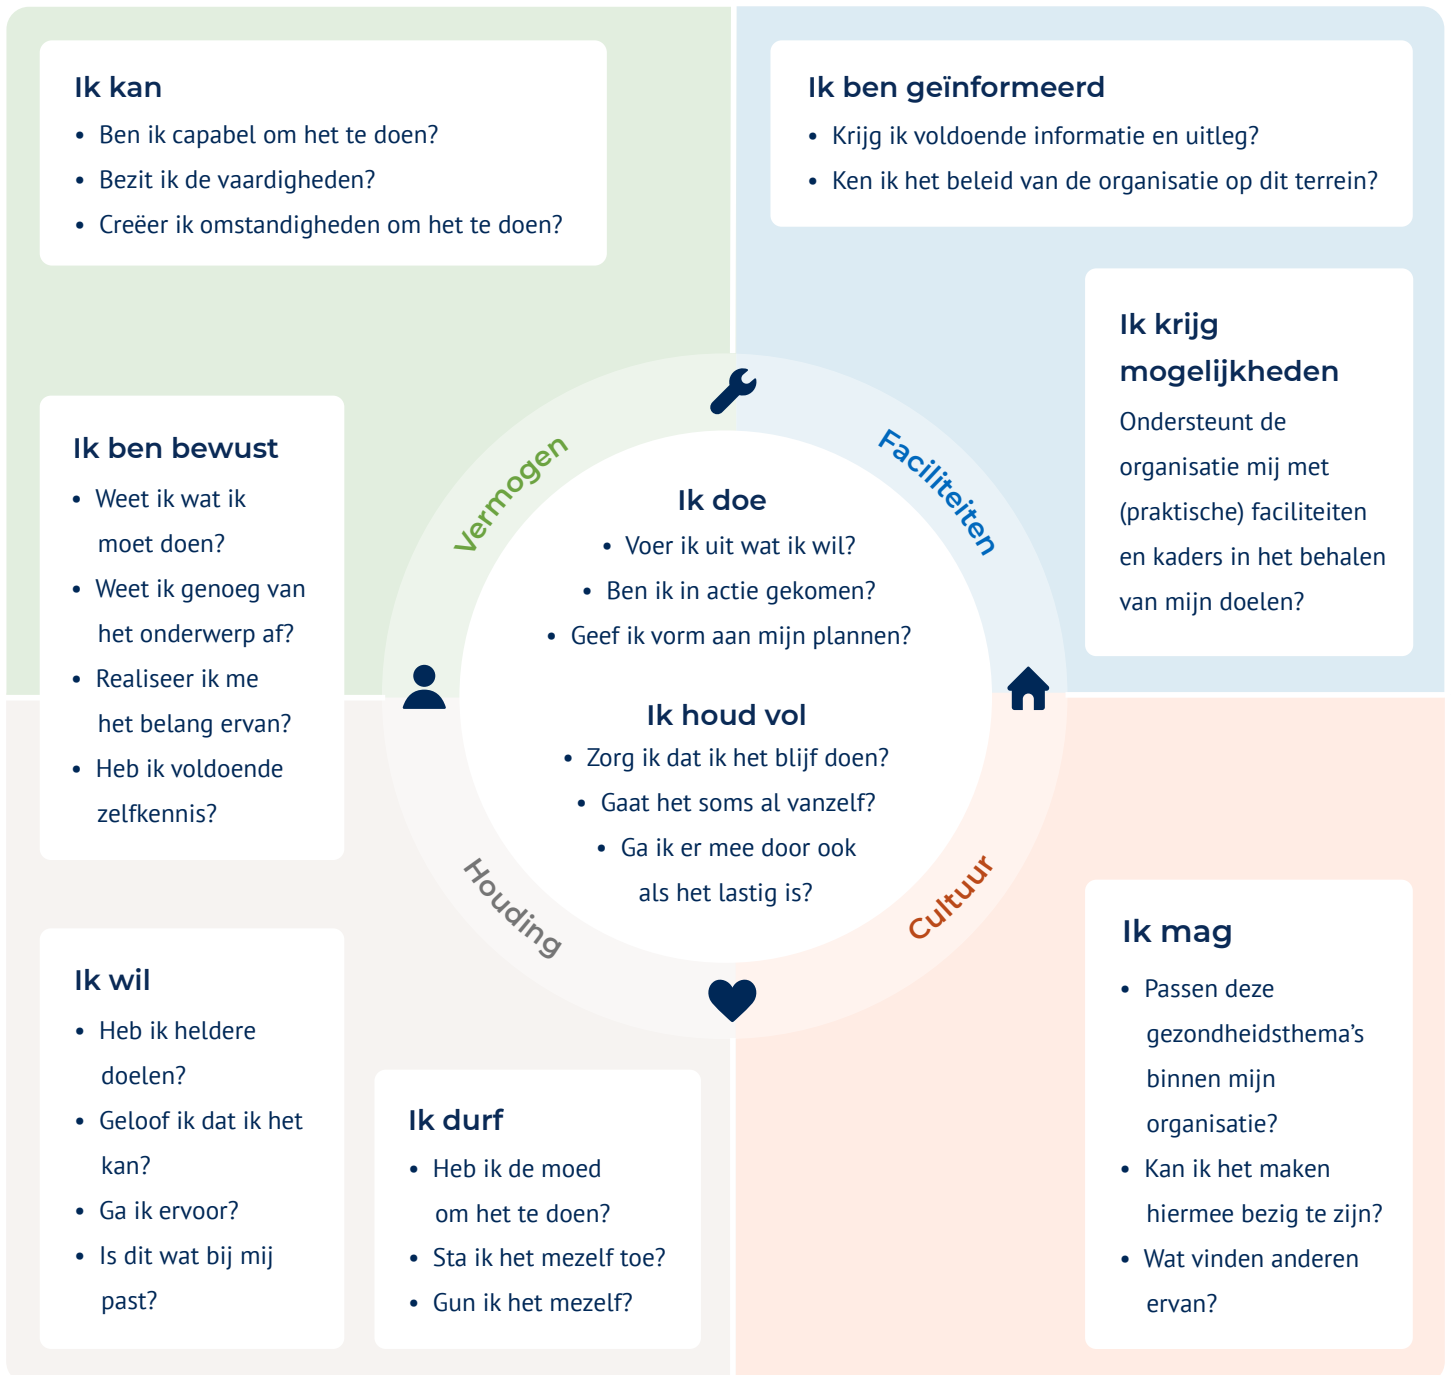 Ik kan
• Ben ik capabel om het te doen?
• Bezit ik de vaardigheden?
• Creëer ik omstandigheden om het te doen?
Ik ben geïnformeerd
• Krijg ik voldoende informatie en uitleg?
• Ken ik het beleid van de organisatie op dit terrein?
Ik krijg
mogelijkheden
Ondersteunt de
organisatie mij met
(praktische) faciliteiten
en kaders in het behalen
van mijn doelen?
Ik ben bewust
• Weet ik wat ik
moet doen?
• Weet ik genoeg van
het onderwerp af?
• Realiseer ik me
het belang ervan?
• Heb ik voldoende
zelfkennis?
Vermogen
Faciliteiten
Ik doe
• Voer ik uit wat ik wil?
• Ben ik in actie gekomen?
• Geef ik vorm aan mijn plannen?
Ik houd vol
• Zorg ik dat ik het blijf doen?
• Gaat het soms al vanzelf?
• Ga ik er mee door ook
als het lastig is?
Houding
Cultuur
Ik wil
• Heb ik heldere
doelen?
• Geloof ik dat ik het
kan?
• Ga ik ervoor?
• Is dit wat bij mij
past?
Ik durf
• Heb ik de moed
om het te doen?
• Sta ik het mezelf toe?
• Gun ik het mezelf?
Ik mag
• Passen deze
gezondheidsthema’s
binnen mijn
organisatie?
• Kan ik het maken
hiermee bezig te zijn?
• Wat vinden anderen
ervan?